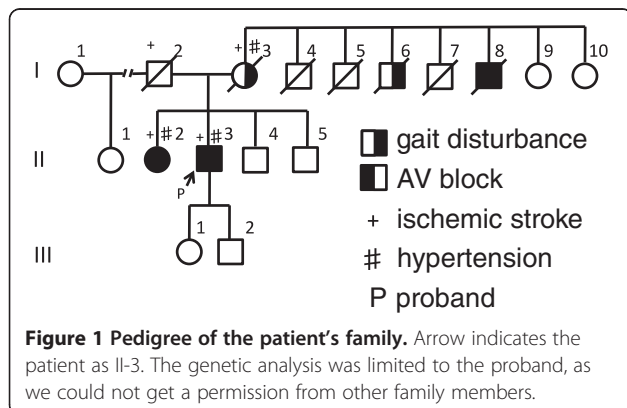 1 + 2 + # 3 4 5 6 7 8 9 10
I
1 + # 2 + # 3 4 5
II
P
1 2
III
gait disturbance
AV block
+ ischemic stroke
# hypertension
P proband
Figure 1 Pedigree of the patient's family. Arrow indicates the
patient as II-3. The genetic analysis was limited to the proband, as
we could not get a permission from other family members.